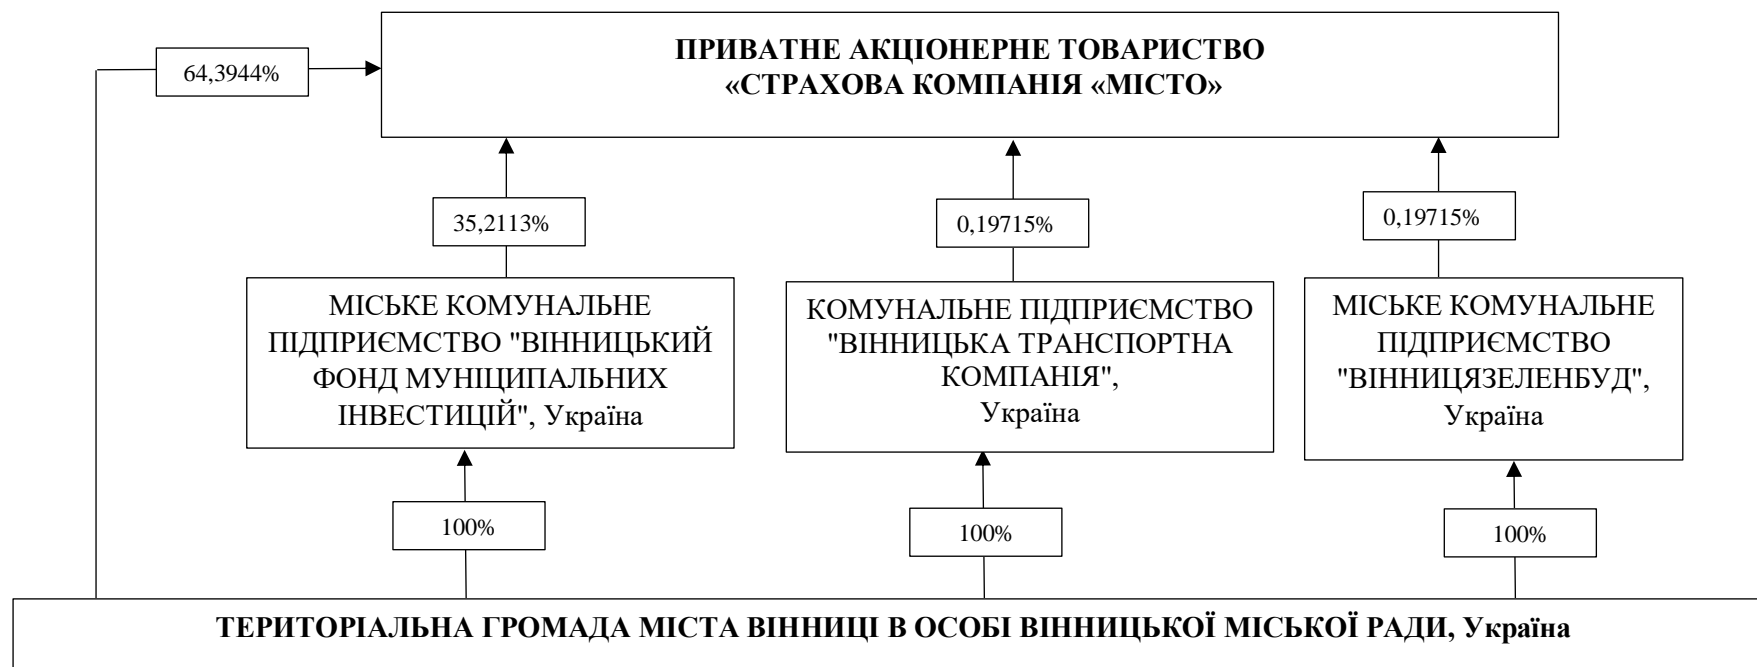 ПРИВАТНЕ АКЦІОНЕРНЕ ТОВАРИСТВО
«СТРАХОВА КОМПАНІЯ «МІСТО»
64,3944%
35,2113%
0,19715%
0,19715%
МІСЬКЕ КОМУНАЛЬНЕ
ПІДПРИЄМСТВО "ВІННИЦЬКИЙ
ФОНД МУНІЦИПАЛЬНИХ
ІНВЕСТИЦІЙ", Україна
КОМУНАЛЬНЕ ПІДПРИЄМСТВО
"ВІННИЦЬКА ТРАНСПОРТНА
КОМПАНІЯ",
Україна
МІСЬКЕ КОМУНАЛЬНЕ
ПІДПРИЄМСТВО
"ВІННИЦЯЗЕЛЕНБУД",
Україна
100%
100%
100%
ТЕРИТОРІАЛЬНА ГРОМАДА МІСТА ВІННИЦІ В ОСОБІ ВІННИЦЬКОЇ МІСЬКОЇ РАДИ, Україна